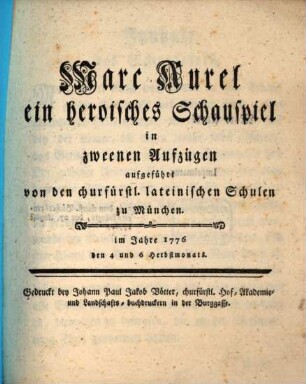 Marc Aurel
ein heroisches Schauspiel
in
zweenen Aufzügen
aufgeführt
von den churfürstl. lateinischen Schulen
zu München.
im Jahre 1776
den 4 und 6 Herbstmonats.
Gedruckt bey Johann Paul Jakob Vötter, churfürstl. Hof, Akademie-
und Landschafts-buchdruckern in der Burggasse.